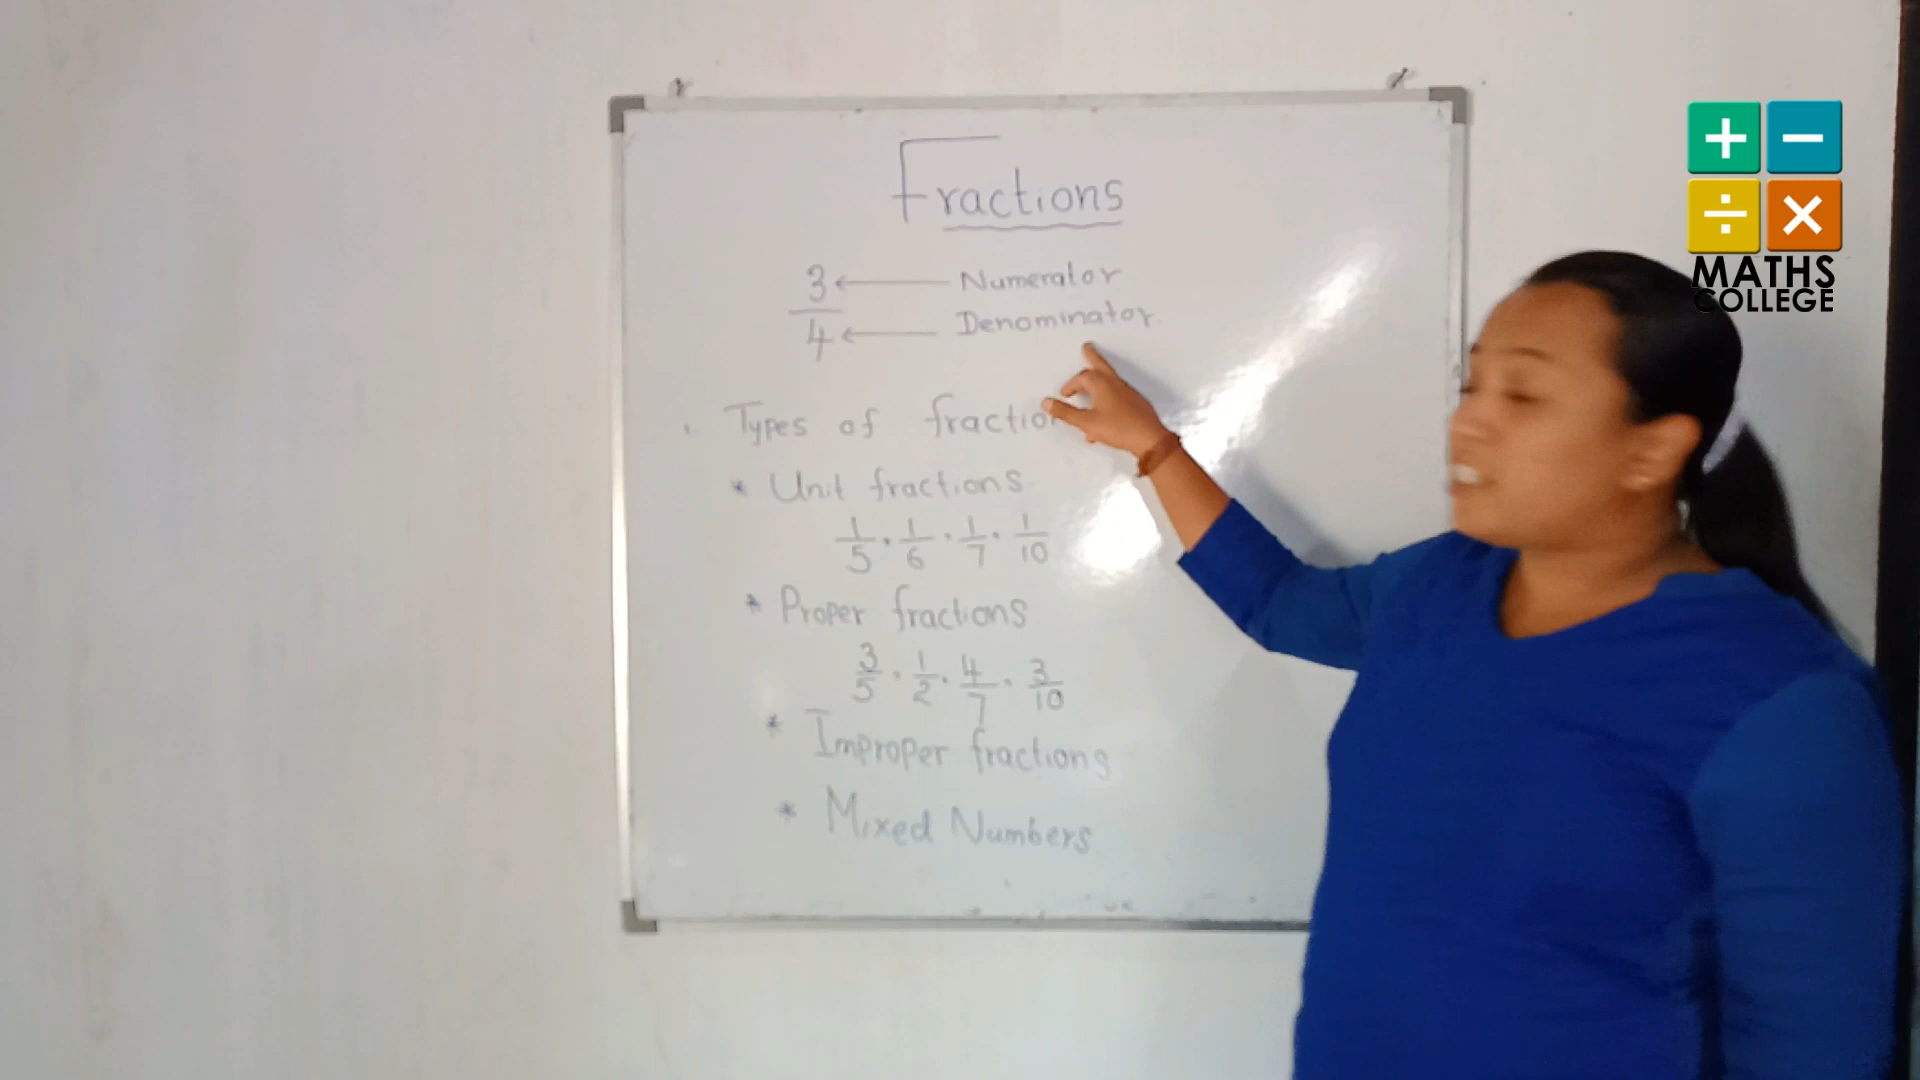 Fractions
3 ← Numerator
4 ← Denominator
Types of fractio
* Unit fractions
1/5 , 1/6 , 1/7 , 1/10
* Proper fractions
3/5 , 1/2 , 4/7 , 3/10
* Improper fractions
* Mixed Numbers
+ −
÷ ×
MATHS
COLLEGE